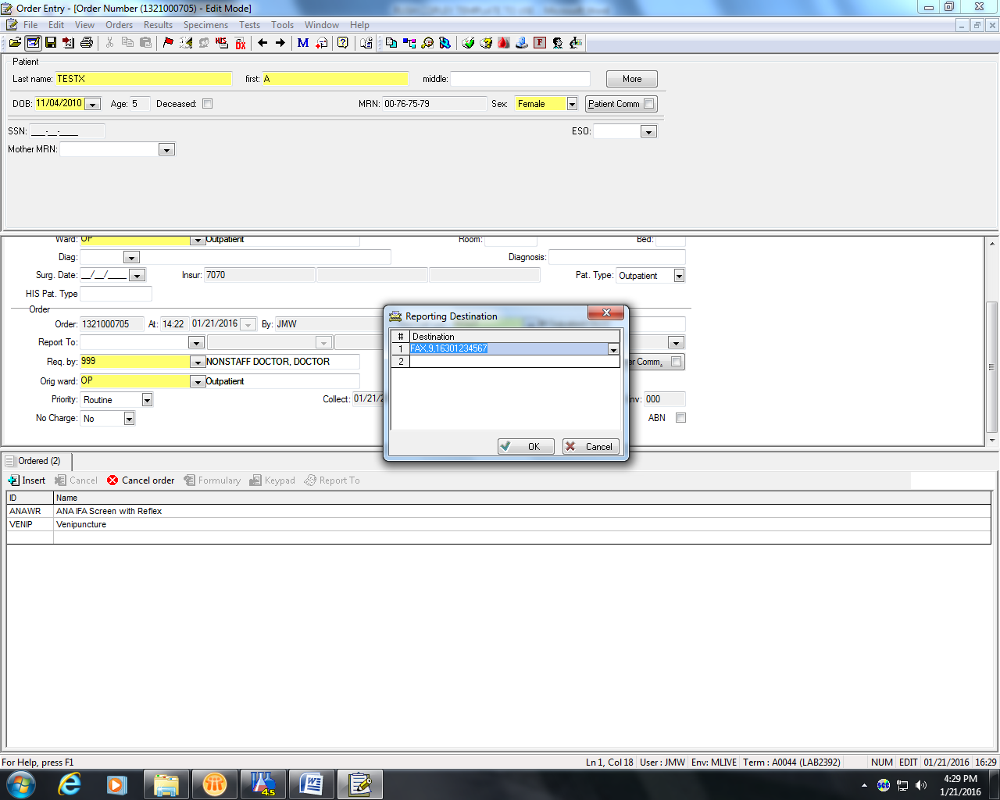 Order Entry - [Order Number (1321000705) - Edit Mode]
File Edit View Orders Results Specimens Tests Tools Window Help
Patient
Last name: TESTX first: A middle: More
DOB: 11/04/2010 Age: 5 Deceased: MRN: 00-76-75-79 Sex: Female Patient Comm
SSN: ___-__-____ ESO:
Mother MRN:
Ward: OP Outpatient Room: Bed:
Diag: Diagnosis:
Surg. Date: __/__/____ Insur: 7070 Pat. Type: Outpatient
HIS Pat. Type
Order
Order: 1321000705 At: 14:22 01/21/2016 By: JMW
Report To:
Req. by: 999 NONSTAFF DOCTOR, DOCTOR er Comm.
Orig ward: OP Outpatient
Priority: Routine Collect: 01/21/2 nv: 000
No Charge: No ABN
Reporting Destination
# Destination
1 FAX,9,16301234567
2
OK Cancel
Ordered (2)
Insert Cancel Cancel order Formulary Keypad Report To
ID Name
ANAWR ANA IFA Screen with Reflex
VENIP Venipuncture
For Help, press F1 Ln 1, Col 18 User : JMW Env: MLIVE Term : A0044 (LAB2392) NUM EDIT 01/21/2016 16:29
4.5
4:29 PM
1/21/2016